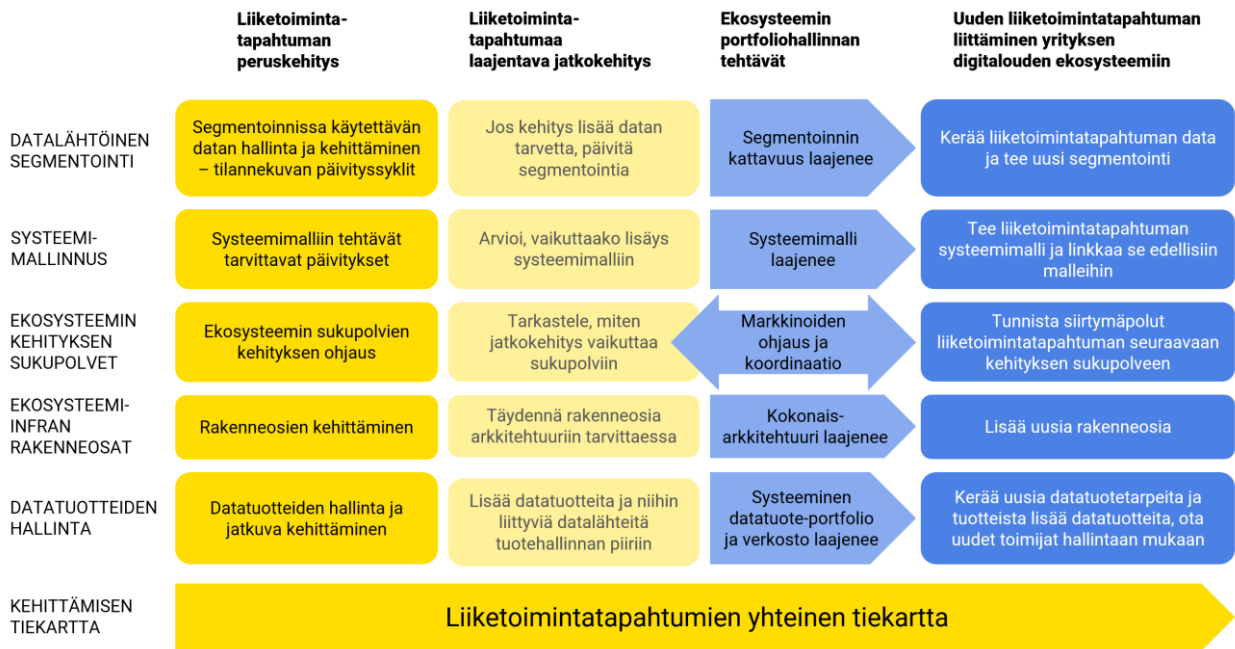 Liiketoiminta-
tapahtuman
peruskehitys
Liiketoiminta-
tapahtumaa
laajentava jatkokehitys
Ekosysteemin
portfoliohallinnan
tehtävät
Uuden liiketoimintatapahtuman
liittäminen yrityksen
digitalouden ekosysteemiin
DATALÄHTÖINEN
SEGMENTOINTI
Segmentoinnissa käytettävän
datan hallinta ja kehittäminen
– tilannekuvan päivityssyklit
Jos kehitys lisää datan
tarvetta, päivitä
segmentointia
Segmentoinnin
kattavuus laajenee
Kerää liiketoimintatapahtuman data
ja tee uusi segmentointi
SYSTEEMI-
MALLINNUS
Systeemimalliin tehtävät
tarvittavat päivitykset
Arvioi, vaikuttaako lisäys
systeemimalliin
Systeemimalli
laajenee
Tee liiketoimintatapahtuman
systeemimalli ja linkkaa se edellisiin
malleihin
EKOSYSTEEMIN
KEHITYKSEN
SUKUPOLVET
Ekosysteemin sukupolvien
kehityksen ohjaus
Tarkastele, miten
jatkokehitys vaikuttaa
sukupolviin
Markkinoiden
ohjaus ja
koordinaatio
Tunnista siirtymäpolut
liiketoimintatapahtuman seuraavaan
kehityksen sukupolveen
EKOSYSTEEMI-
INFRAN
RAKENNEOSAT
Rakenneosien kehittäminen
Täydennä rakenneosia
arkkitehtuuriin tarvittaessa
Kokonais-
arkkitehtuuri laajenee
Lisää uusia rakenneosia
DATATUOTTEIDEN
HALLINTA
Datatuotteiden hallinta ja
jatkuva kehittäminen
Lisää datatuotteita ja niihin
liittyviä datalähteitä
tuotehallinnan piiriin
Systeeminen
datatuote-portfolio
ja verkosto laajenee
Kerää uusia datatuotetarpeita ja
tuotteista lisää datatuotteita, ota
uudet toimijat hallintaan mukaan
KEHITTÄMISEN
TIEKARTTA
Liiketoimintatapahtumien yhteinen tiekartta